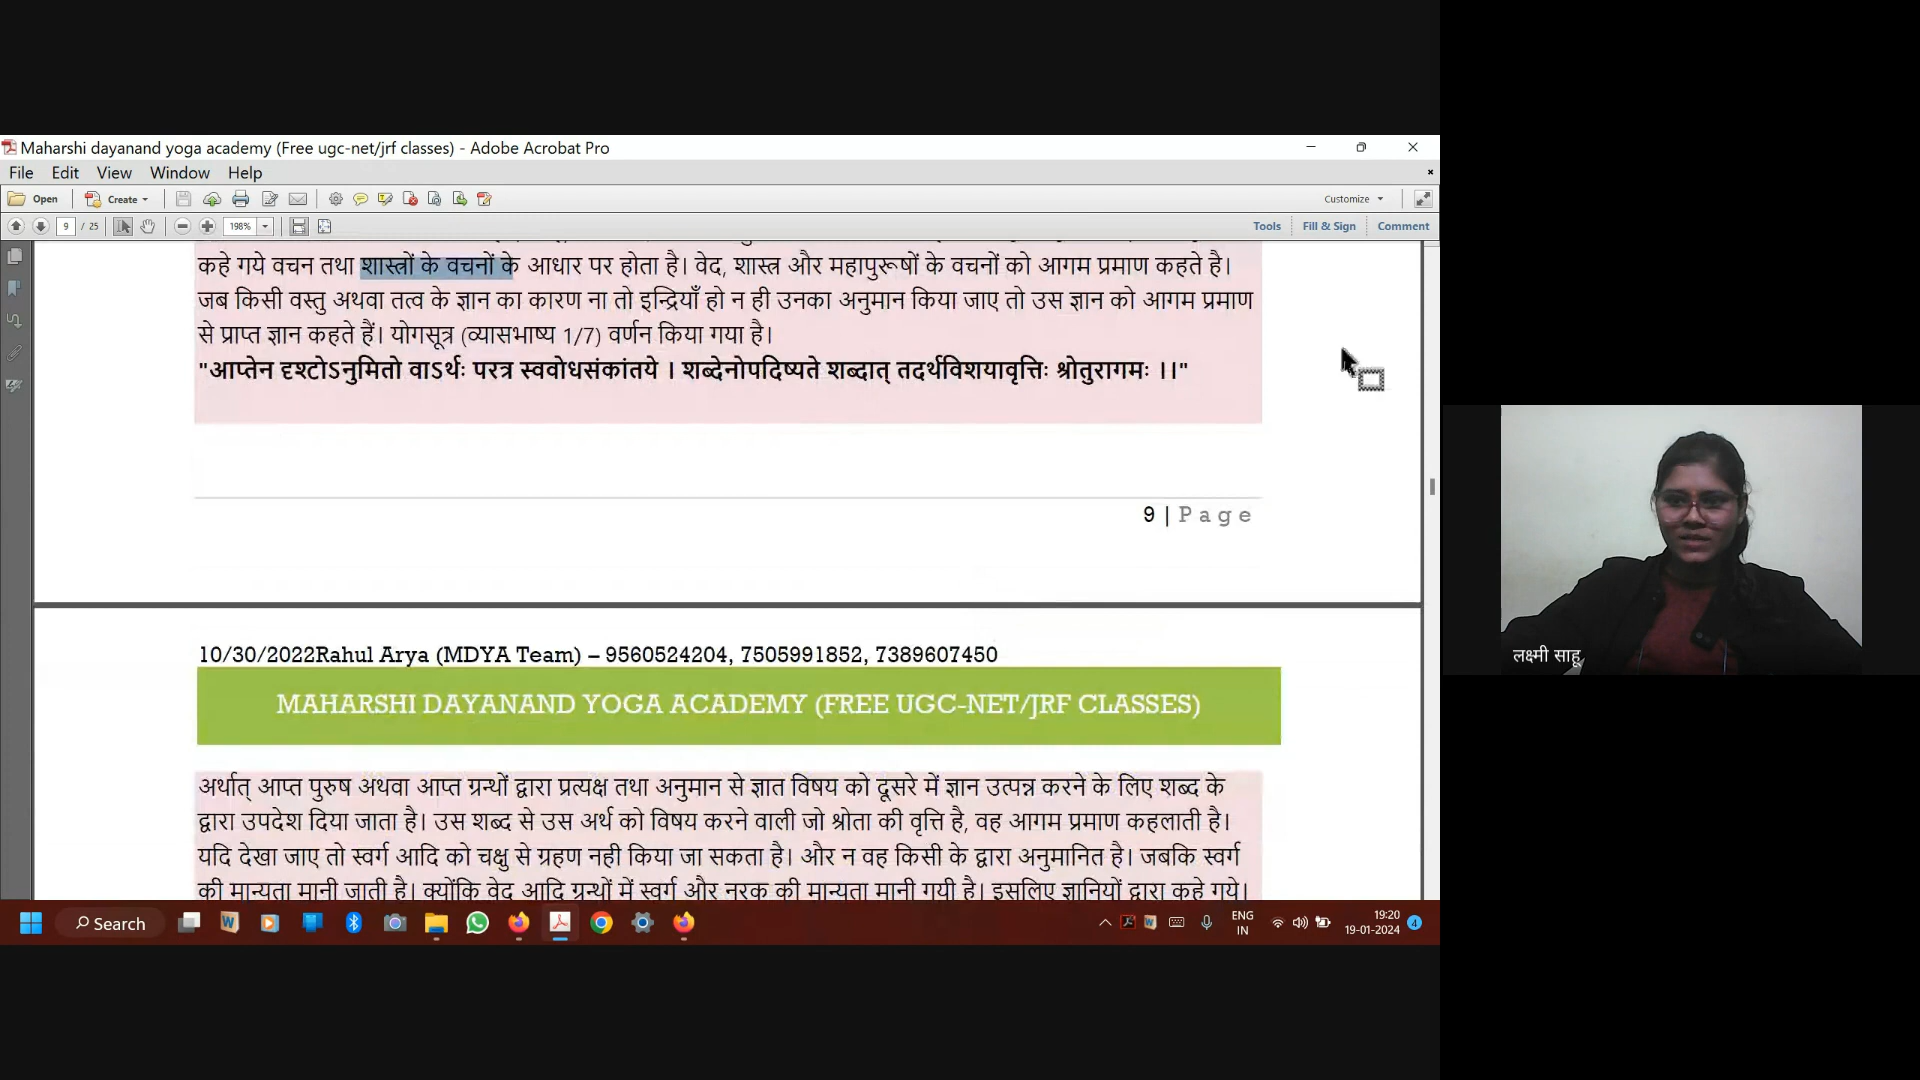 Maharshi dayanand yoga academy (Free ugc-net/jrf classes) - Adobe Acrobat Pro
File Edit View Window Help
Open Create Customize
9 / 25 198% Tools Fill & Sign Comment
कहे गये वचन तथा शास्त्रों के वचनों के आधार पर होता है। वेद, शास्त्र और महापुरूषों के वचनों को आगम प्रमाण कहते है।
जब किसी वस्तु अथवा तत्व के ज्ञान का कारण ना तो इन्द्रियाँ हो न ही उनका अनुमान किया जाए तो उस ज्ञान को आगम प्रमाण
से प्राप्त ज्ञान कहते हैं। योगसूत्र (व्यासभाष्य 1/7) वर्णन किया गया है।
"आप्तेन दृश्टोऽनुमितो वाऽर्थः परत्र स्ववोधसंकांतये । शब्देनोपदिष्यते शब्दात् तदर्थविशयावृत्तिः श्रोतुरागमः ।।"
9 | P a g e
10/30/2022Rahul Arya (MDYA Team) – 9560524204, 7505991852, 7389607450
MAHARSHI DAYANAND YOGA ACADEMY (FREE UGC-NET/JRF CLASSES)
अर्थात् आप्त पुरुष अथवा आप्त ग्रन्थों द्वारा प्रत्यक्ष तथा अनुमान से ज्ञात विषय को दूसरे में ज्ञान उत्पन्न करने के लिए शब्द के
द्वारा उपदेश दिया जाता है। उस शब्द से उस अर्थ को विषय करने वाली जो श्रोता की वृत्ति है, वह आगम प्रमाण कहलाती है।
यदि देखा जाए तो स्वर्ग आदि को चक्षु से ग्रहण नही किया जा सकता है। और न वह किसी के द्वारा अनुमानित है। जबकि स्वर्ग
की मान्यता मानी जाती है। क्योंकि वेद आदि ग्रन्थों में स्वर्ग और नरक की मान्यता मानी गयी है। इसलिए ज्ञानियों द्वारा कहे गये।
लक्ष्मी साहू
Search
ENG
IN
19:20
19-01-2024
4